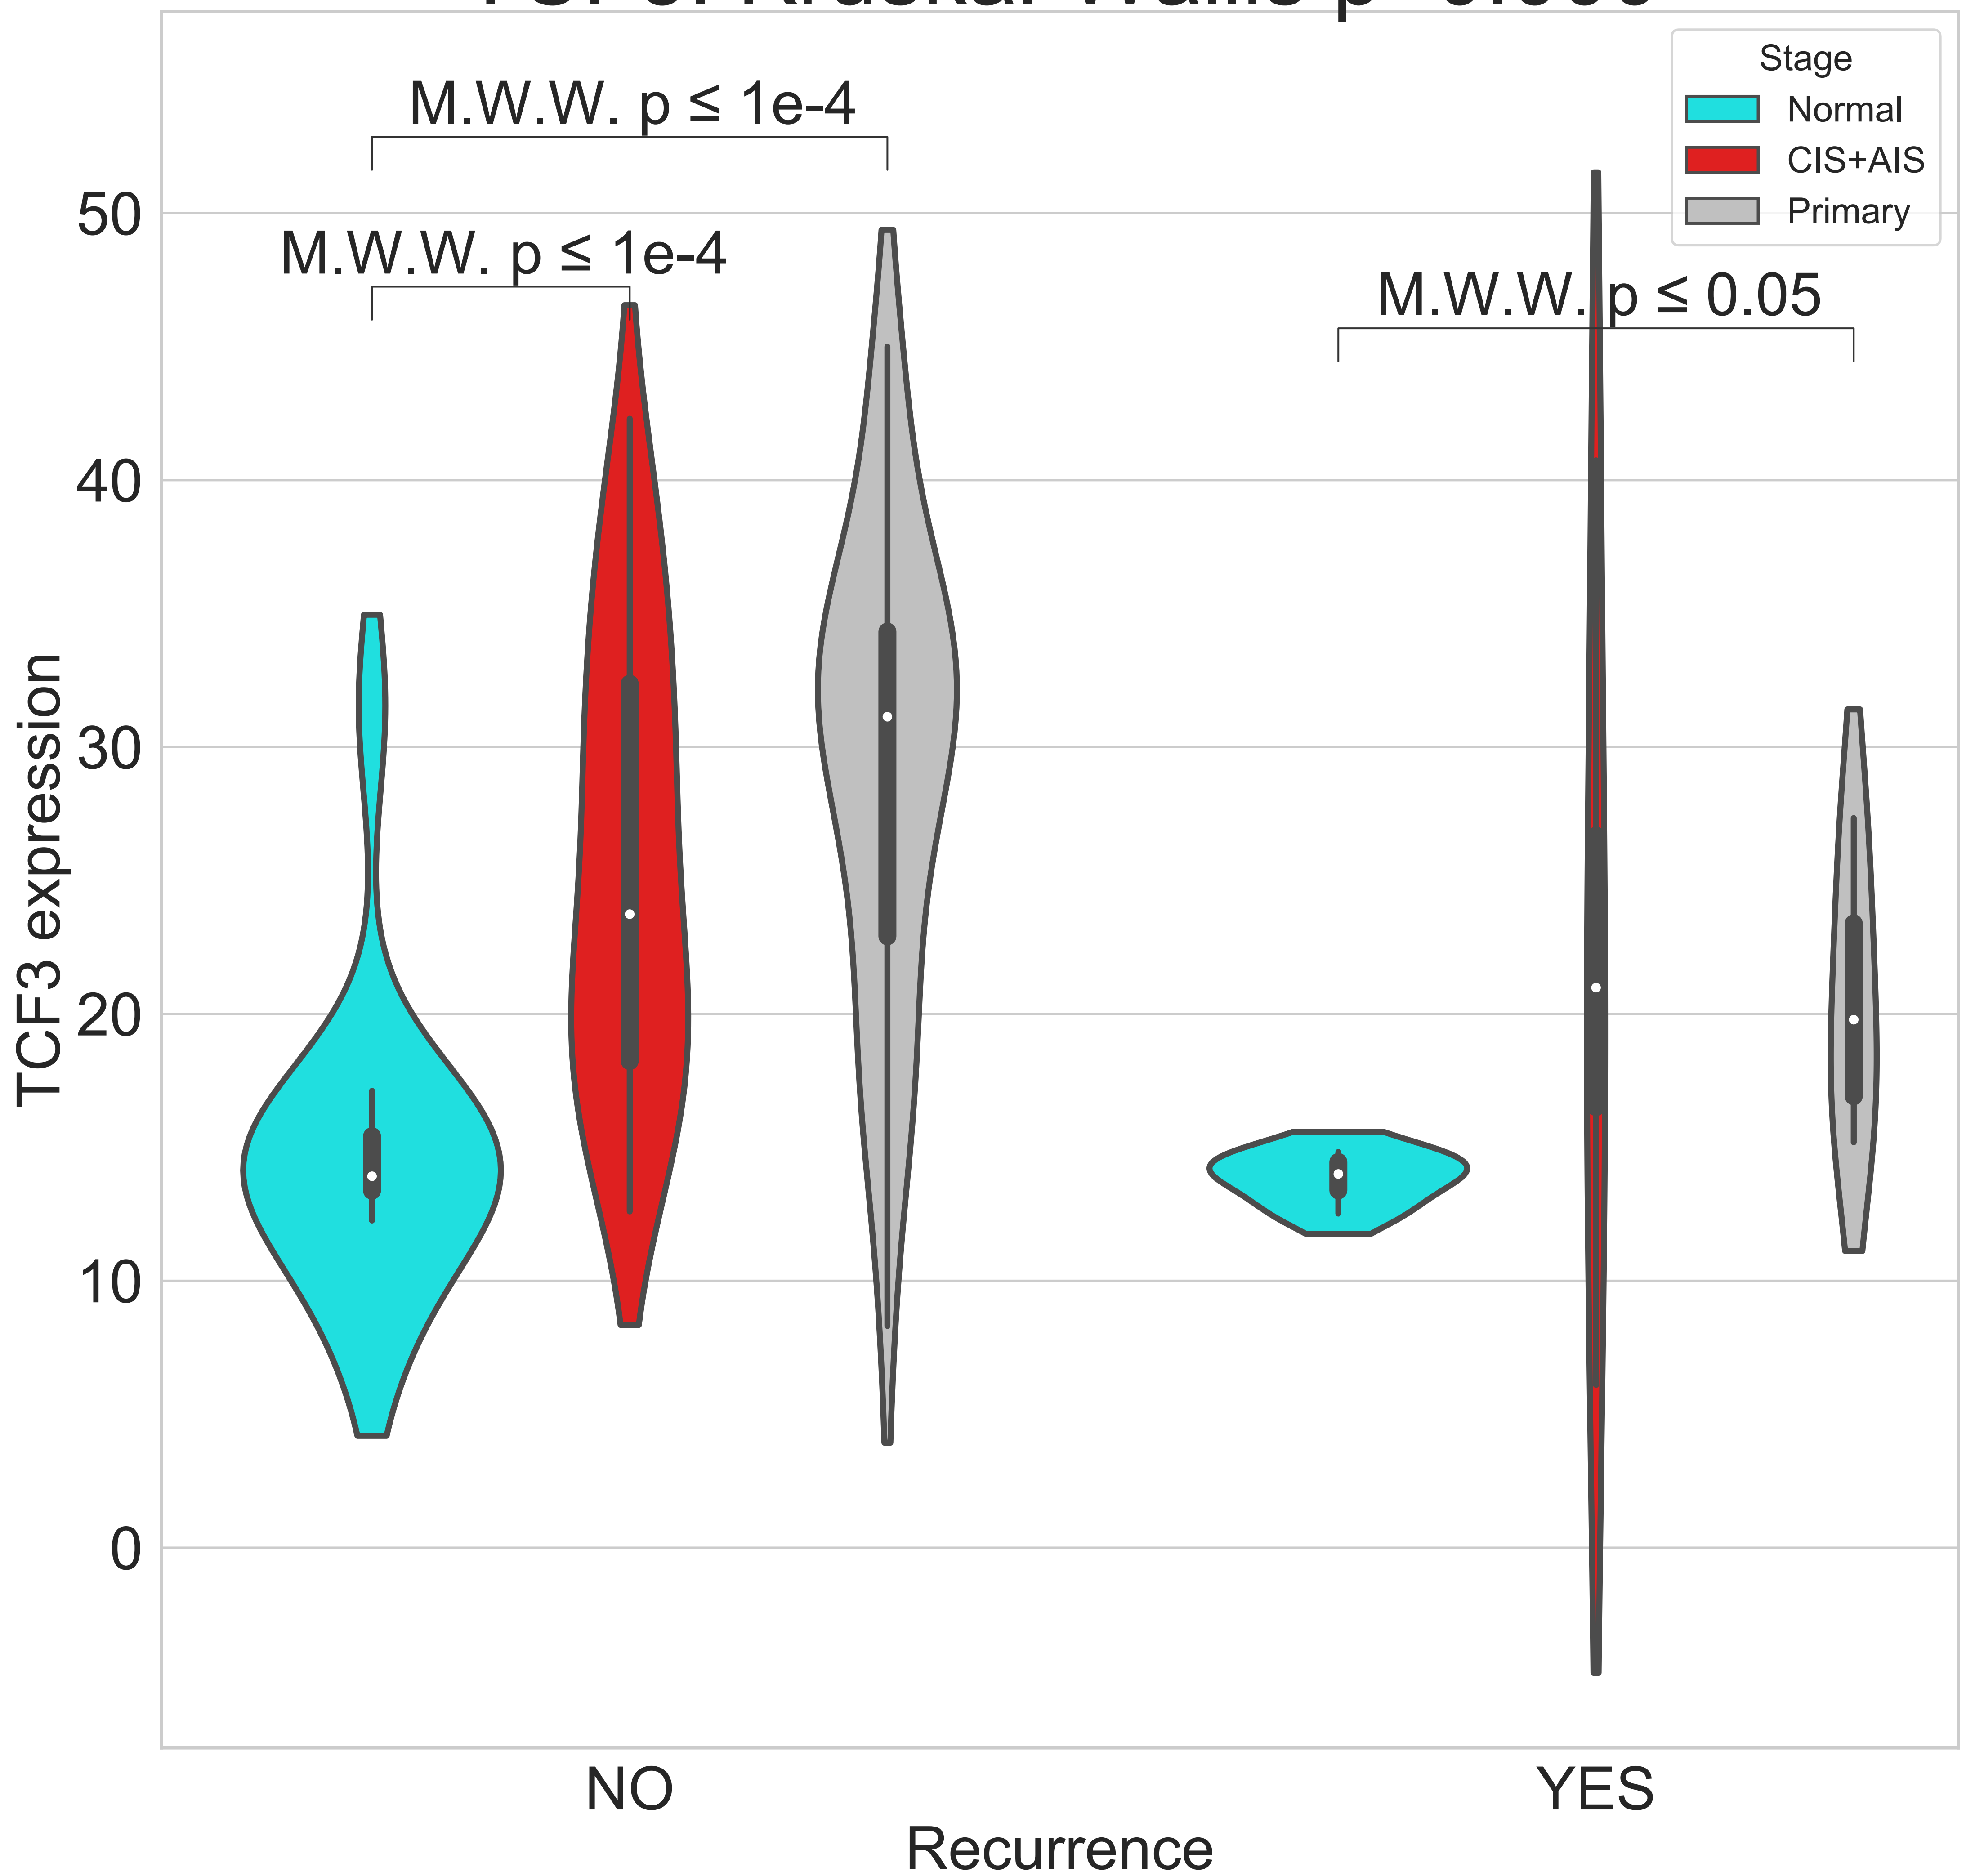 Stage
Normal
CIS+AIS
Primary
M.W.W. p ≤ 1e-4
M.W.W. p ≤ 1e-4
M.W.W. p ≤ 0.05
TCF3 expression
50
40
30
20
10
0
NO
YES
Recurrence